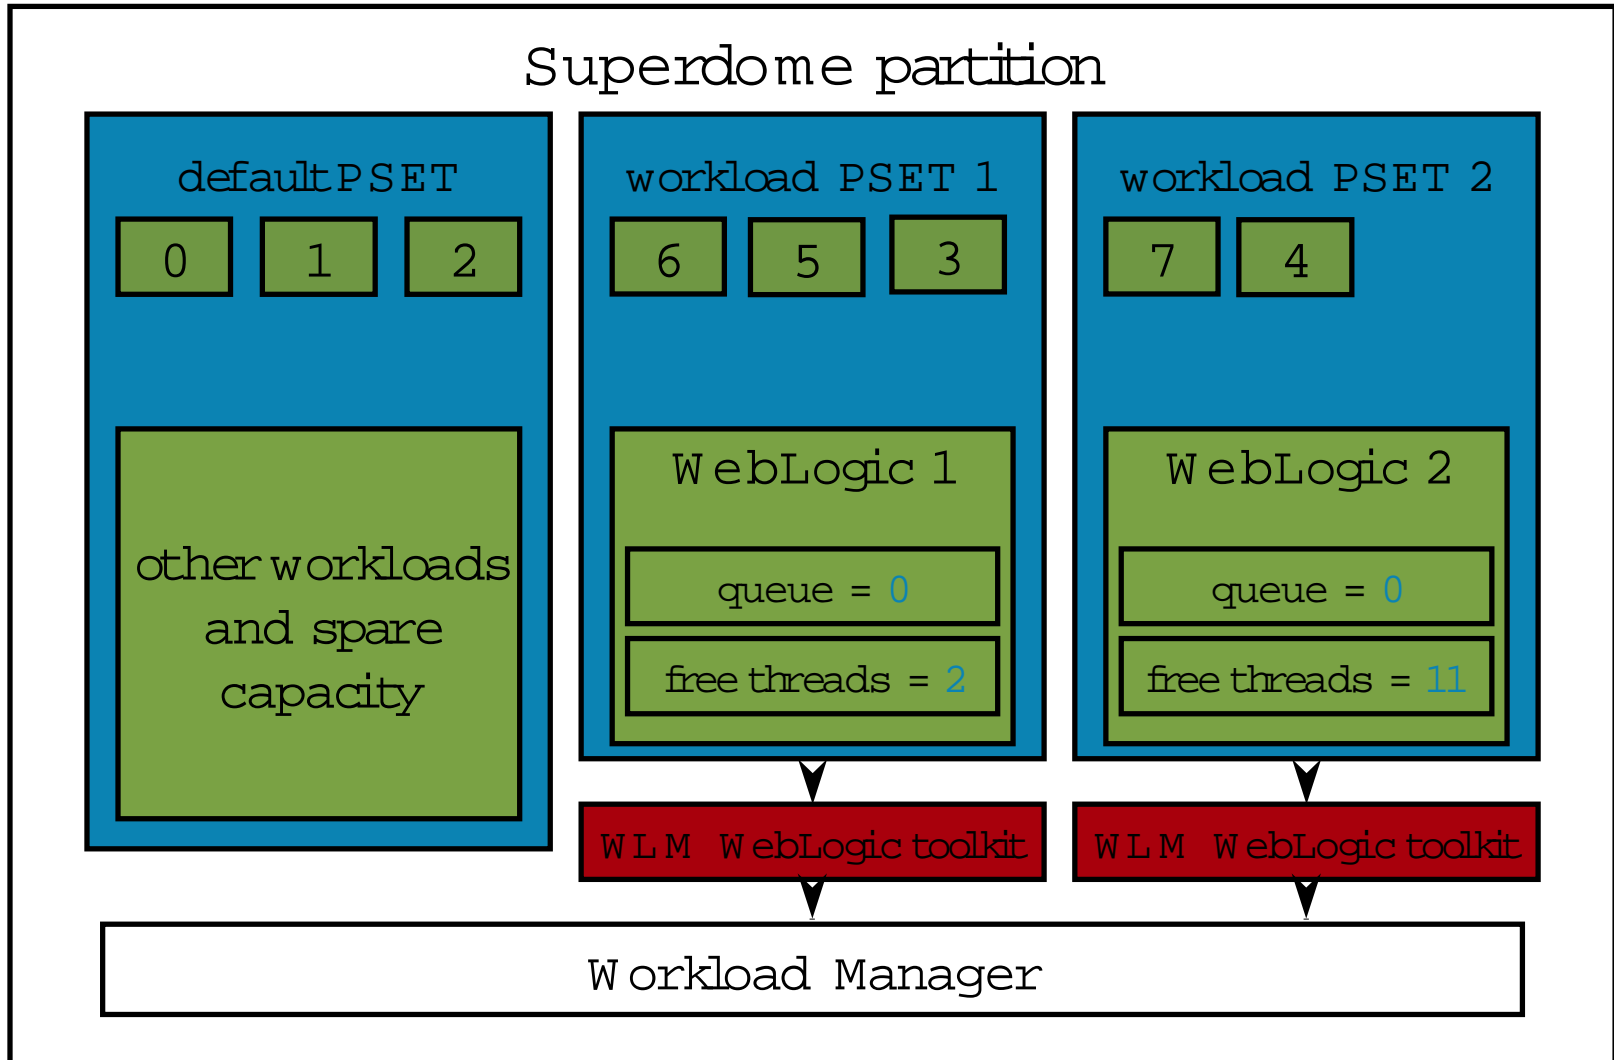 Superdome partition
default PSET
0 1 2
other workloads
and spare
capacity
workload PSET 1
6 5 3
WebLogic 1
queue = 0
free threads = 2
WLM WebLogic toolkit
workload PSET 2
7 4
WebLogic 2
queue = 0
free threads = 11
WLM WebLogic toolkit
Workload Manager